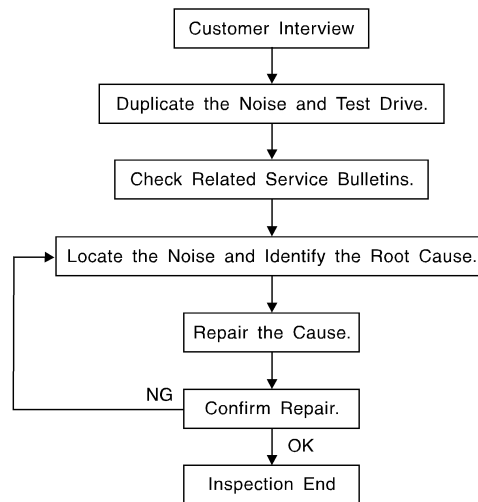 Customer Interview
Duplicate the Noise and Test Drive.
Check Related Service Bulletins.
Locate the Noise and Identify the Root Cause.
Repair the Cause.
NG
Confirm Repair.
OK
Inspection End